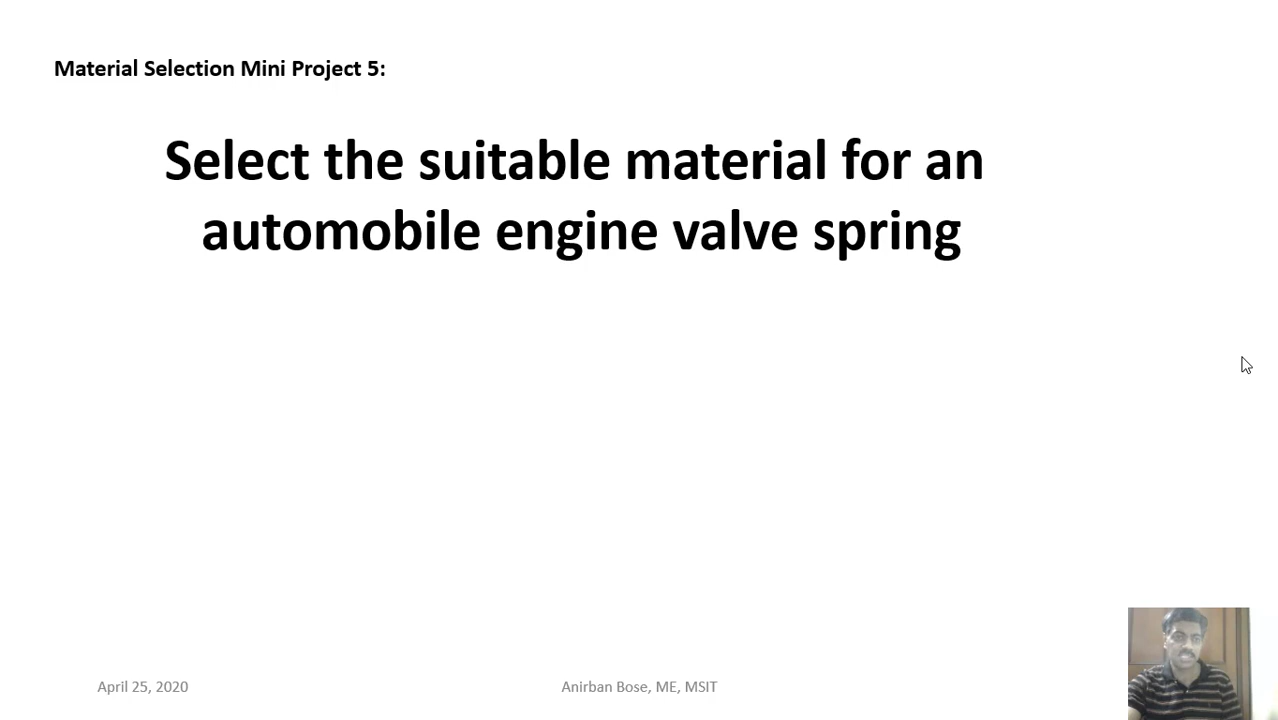 Material Selection Mini Project 5:
Select the suitable material for an
automobile engine valve spring
April 25, 2020
Anirban Bose, ME, MSIT